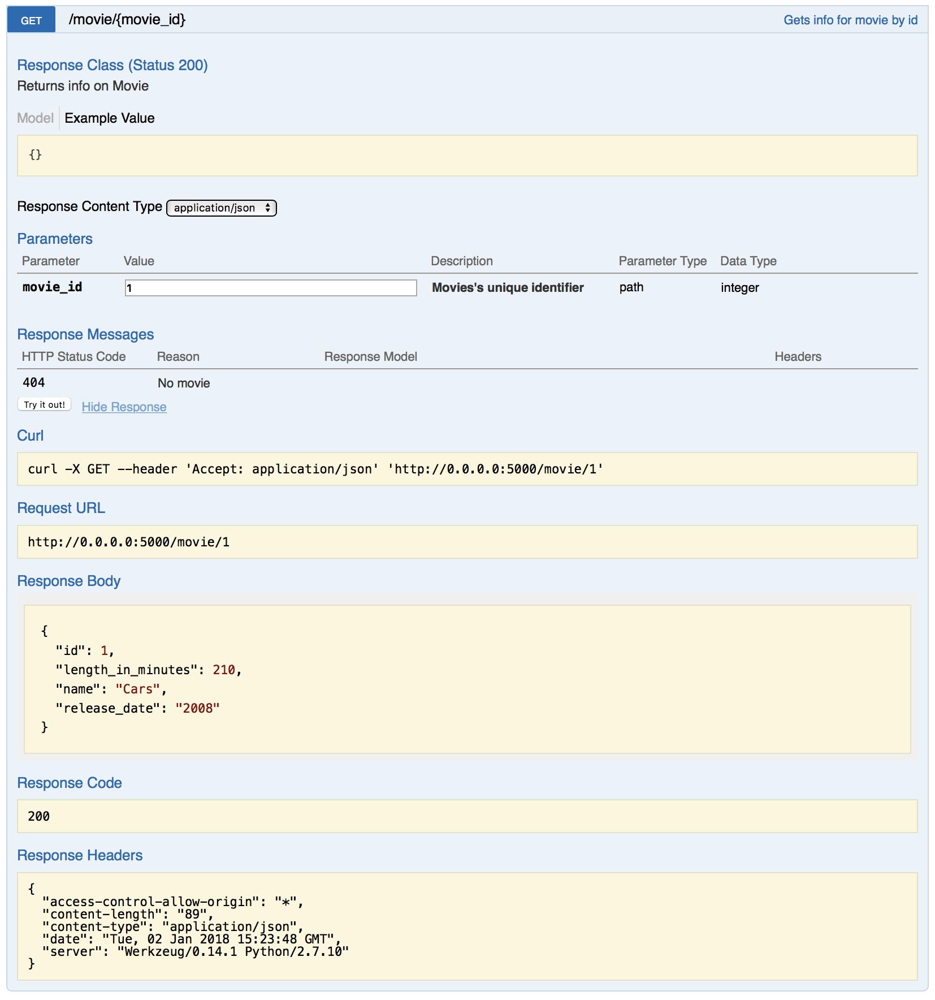 GET /movie/{movie_id} Gets info for movie by id
Response Class (Status 200)
Returns info on Movie
Model Example Value
{}
Response Content Type application/json
Parameters
Parameter Value Description Parameter Type Data Type
movie_id 1 Movies's unique identifier path integer
Response Messages
HTTP Status Code Reason Response Model Headers
404 No movie
Try it out! Hide Response
Curl
curl -X GET --header 'Accept: application/json' 'http://0.0.0.0:5000/movie/1'
Request URL
http://0.0.0.0:5000/movie/1
Response Body
{
  "id": 1,
  "length_in_minutes": 210,
  "name": "Cars",
  "release_date": "2008"
}
Response Code
200
Response Headers
{
  "access-control-allow-origin": "*",
  "content-length": "89",
  "content-type": "application/json",
  "date": "Tue, 02 Jan 2018 15:23:48 GMT",
  "server": "Werkzeug/0.14.1 Python/2.7.10"
}